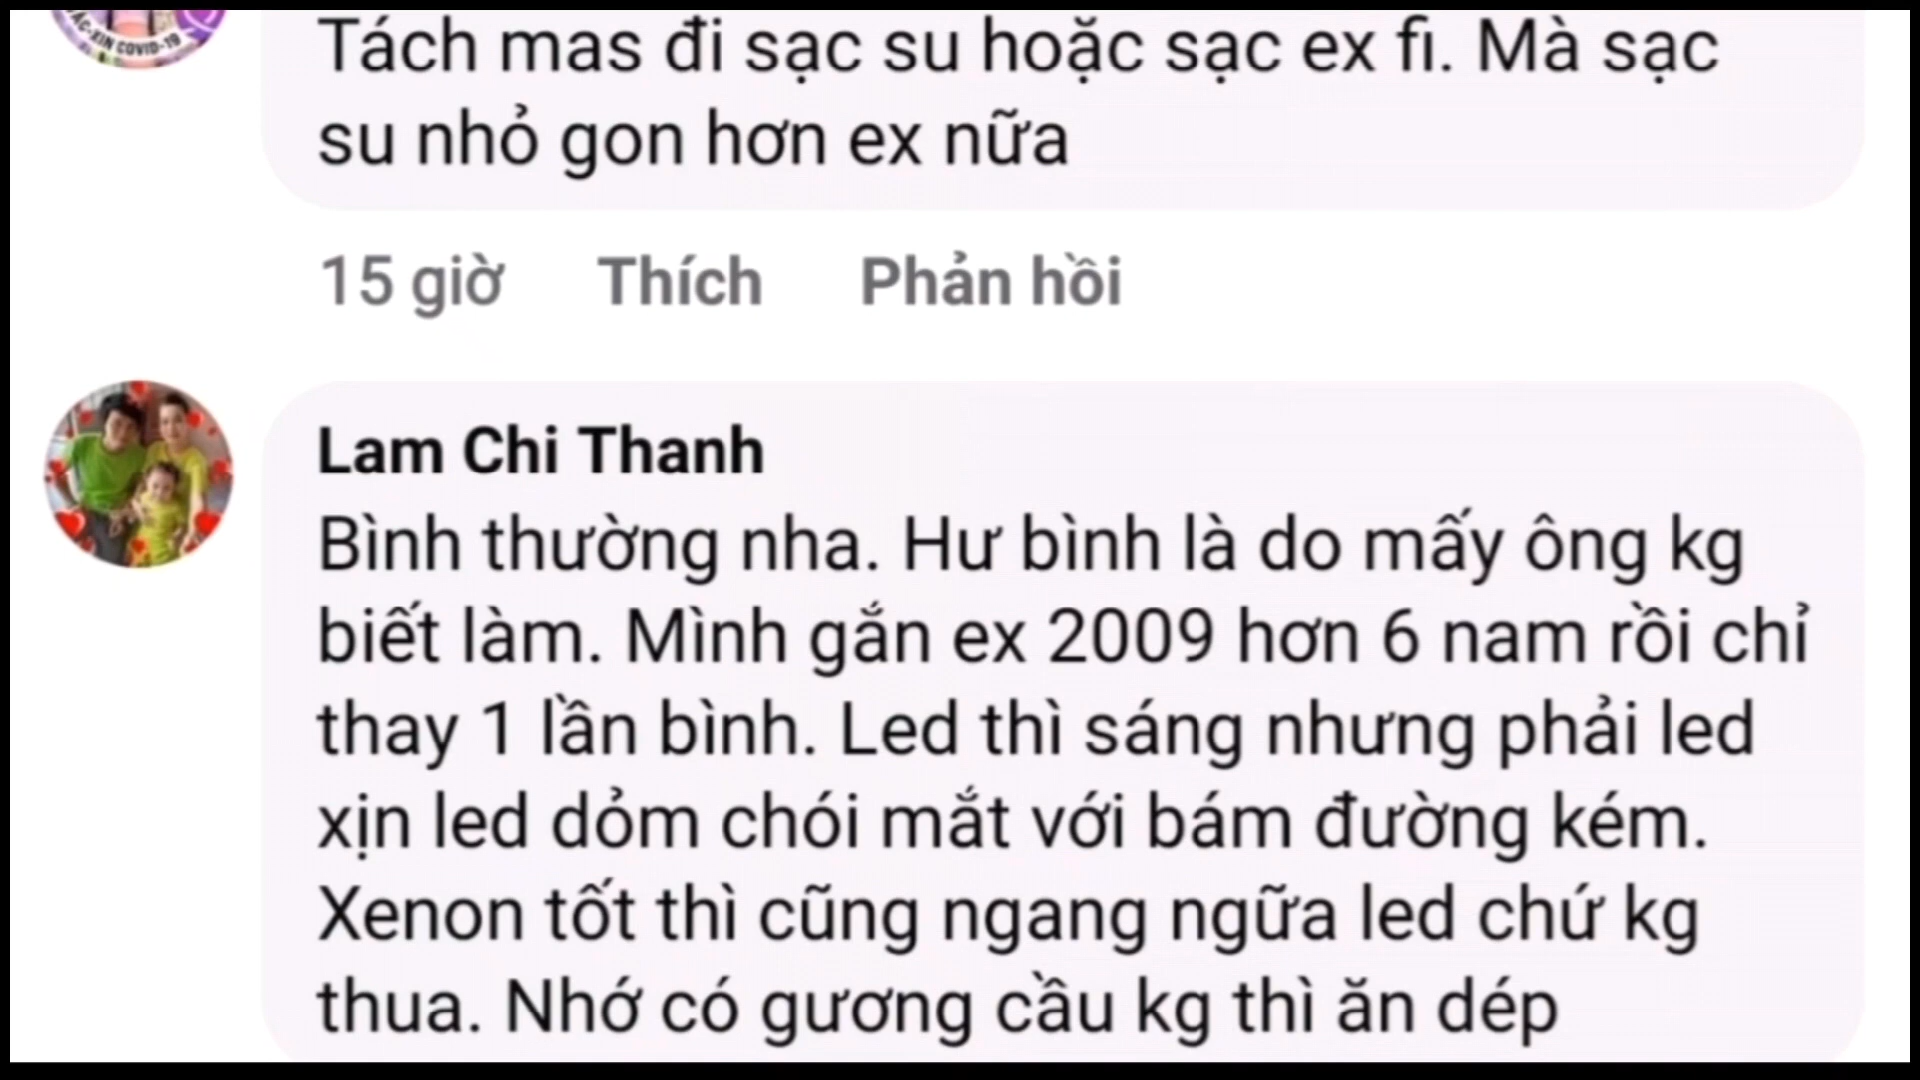 VẮC-XIN COVID-19
Tách mas đi sạc su hoặc sạc ex fi. Mà sạc
su nhỏ gon hơn ex nữa
15 giờ Thích Phản hồi
Lam Chi Thanh
Bình thường nha. Hư bình là do mấy ông kg
biết làm. Mình gắn ex 2009 hơn 6 nam rồi chỉ
thay 1 lần bình. Led thì sáng nhưng phải led
xịn led dỏm chói mắt với bám đường kém.
Xenon tốt thì cũng ngang ngữa led chứ kg
thua. Nhớ có gương cầu kg thì ăn dép